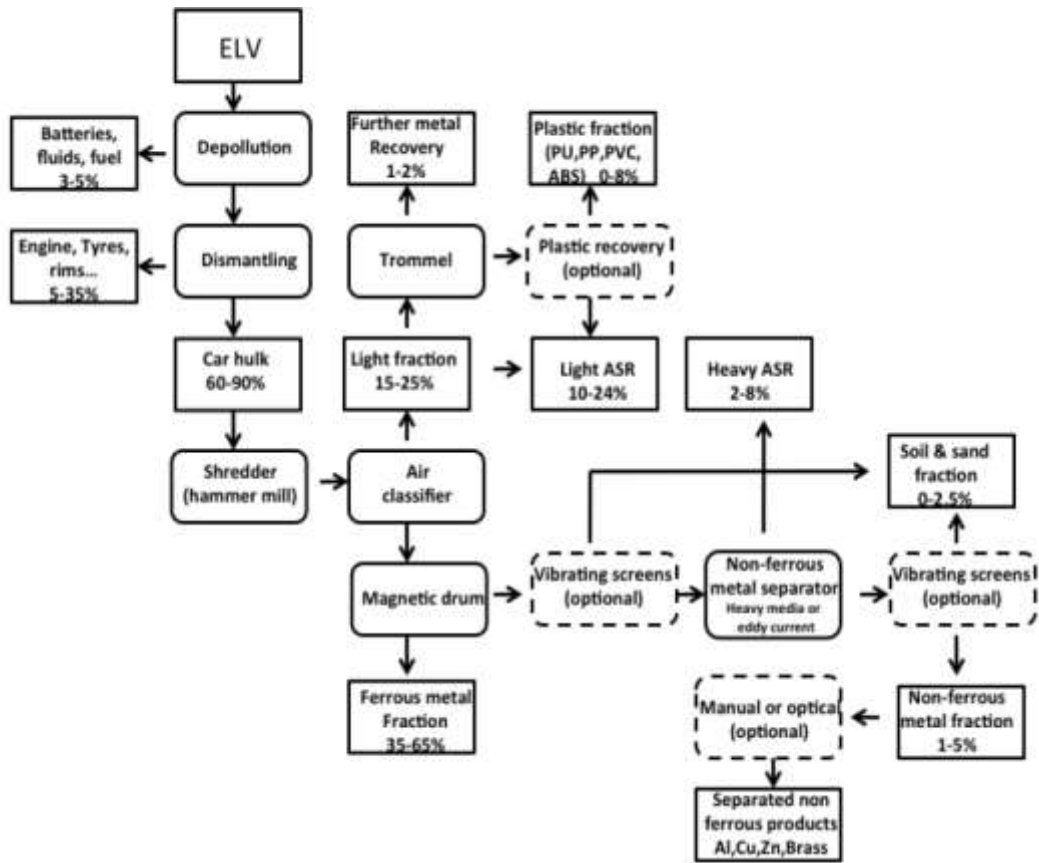 ELV
Batteries,
fluids, fuel
3-5%
Depollution
Further metal
Recovery
1-2%
Plastic fraction
(PU,PP,PVC,
ABS) 0-8%
Engine, Tyres,
rims...
5-35%
Dismantling
Trommel
Plastic recovery
(optional)
Car hulk
60-90%
Light fraction
15-25%
Light ASR
10-24%
Heavy ASR
2-8%
Shredder
(hammer mill)
Air
classifier
Soil & sand
fraction
0-2.5%
Magnetic drum
Vibrating screens
(optional)
Non-ferrous
metal separator
Heavy media or
eddy current
Vibrating screens
(optional)
Ferrous metal
Fraction
35-65%
Manual or optical
(optional)
Non-ferrous
metal fraction
1-5%
Separated non
ferrous products
Al,Cu,Zn,Brass